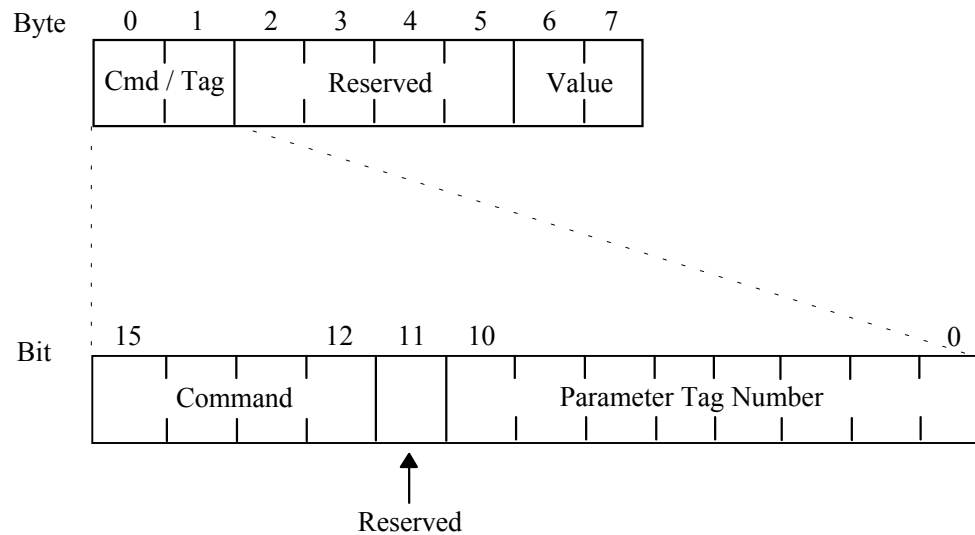 Byte 0 1 2 3 4 5 6 7
Cmd / Tag Reserved Value
Bit 15 12 11 10 0
Command Parameter Tag Number
Reserved